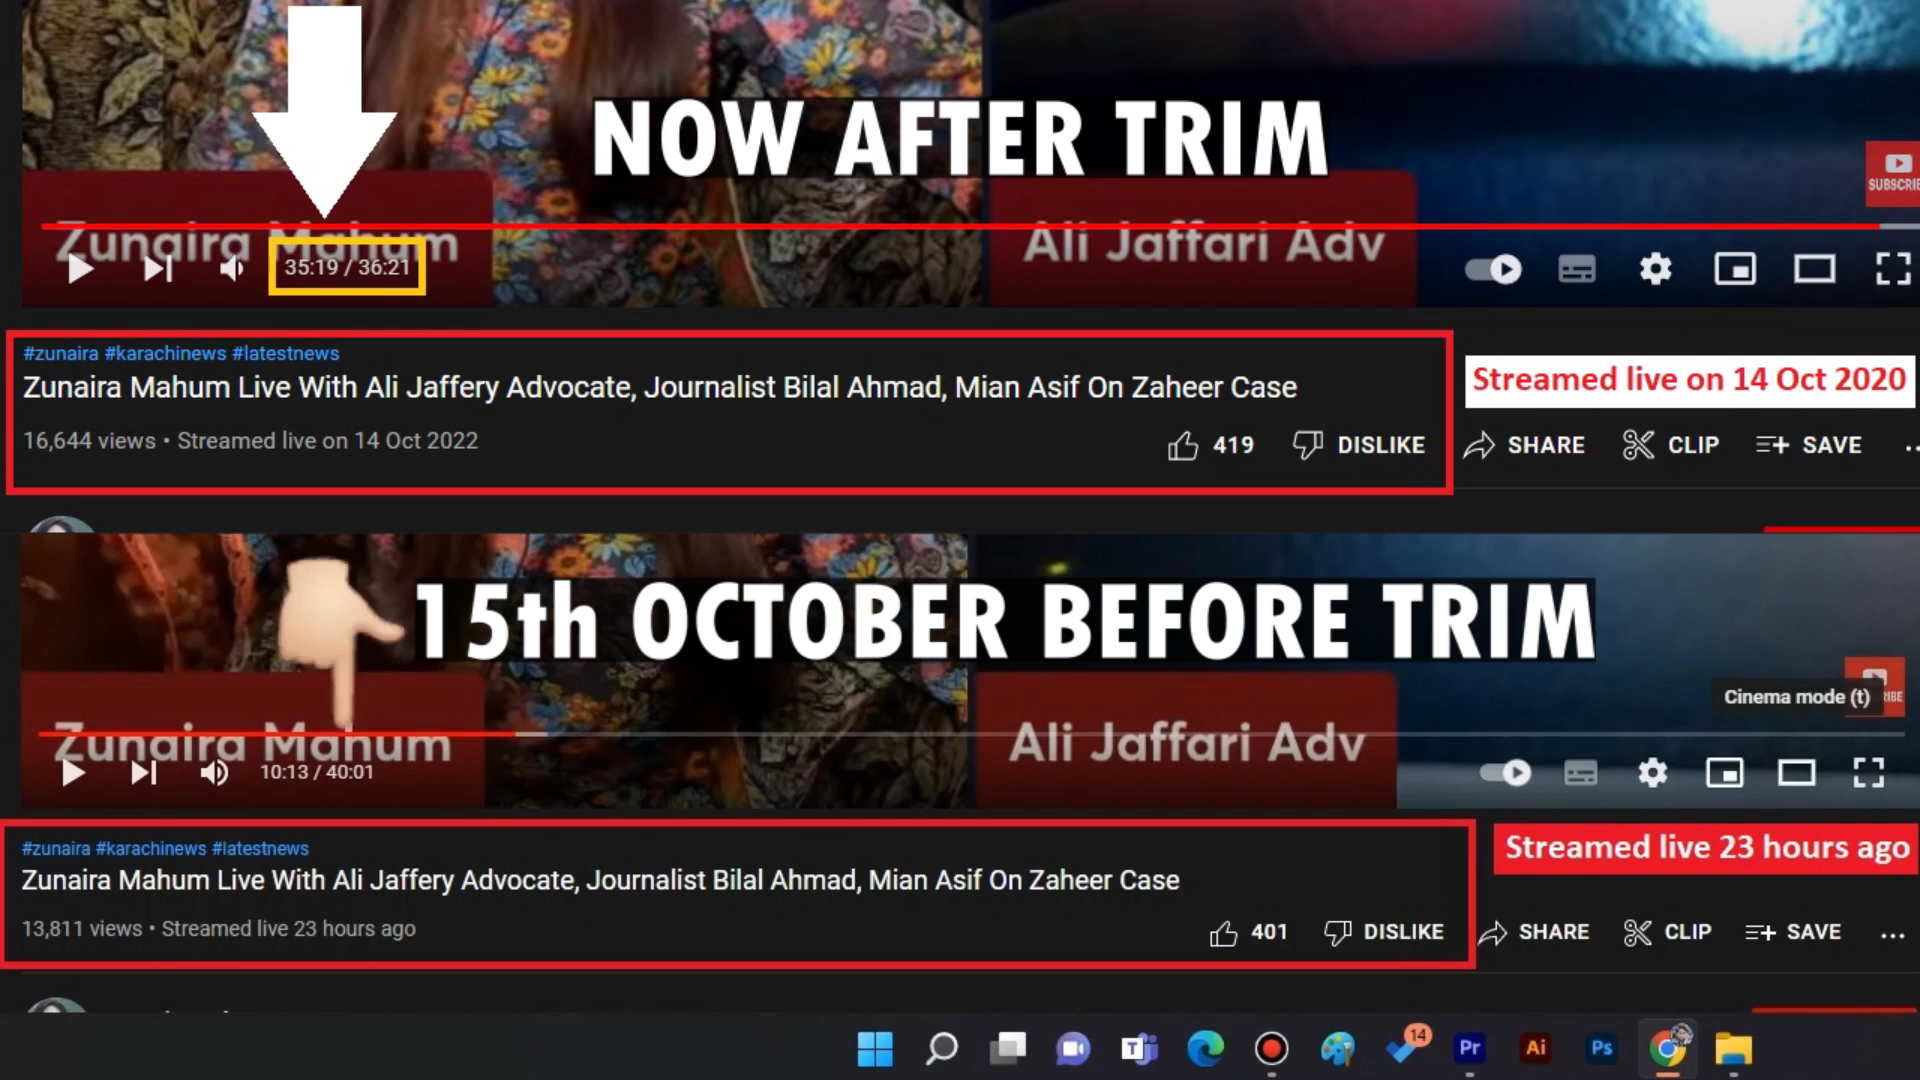 NOW AFTER TRIM
SUBSCRIBE
Zunaira Mahum
Ali Jaffari Adv
35:19 / 36:21
#zunaira #karachinews #latestnews
Zunaira Mahum Live With Ali Jaffery Advocate, Journalist Bilal Ahmad, Mian Asif On Zaheer Case
Streamed live on 14 Oct 2020
16,644 views • Streamed live on 14 Oct 2022
419 DISLIKE SHARE CLIP SAVE
15th OCTOBER BEFORE TRIM
Cinema mode (t)
Zunaira Mahum
Ali Jaffari Adv
10:13 / 40:01
#zunaira #karachinews #latestnews
Streamed live 23 hours ago
Zunaira Mahum Live With Ali Jaffery Advocate, Journalist Bilal Ahmad, Mian Asif On Zaheer Case
13,811 views • Streamed live 23 hours ago
401 DISLIKE SHARE CLIP SAVE
T
14
Pr
Ai
Ps